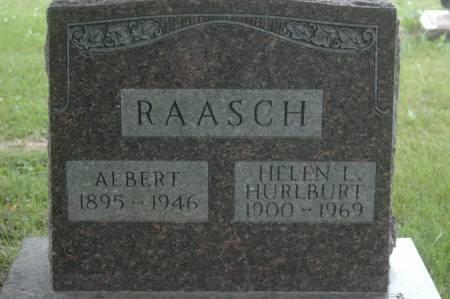 RAASCH
ALBERT
1895 - 1946
HELEN L.
HURLBURT
1900 - 1969